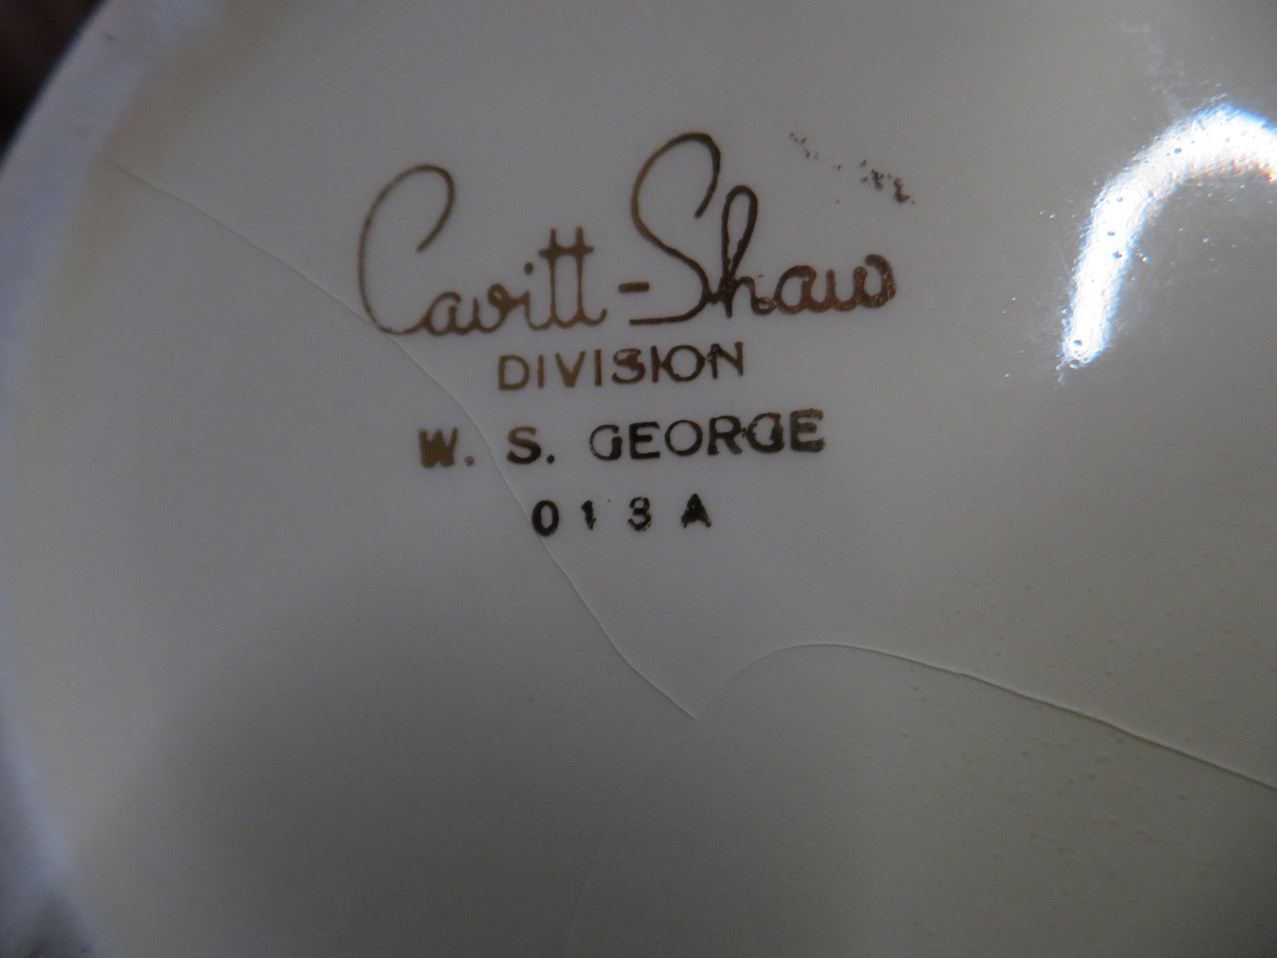 Cavitt-Shaw
DIVISION
W. S. GEORGE
013A